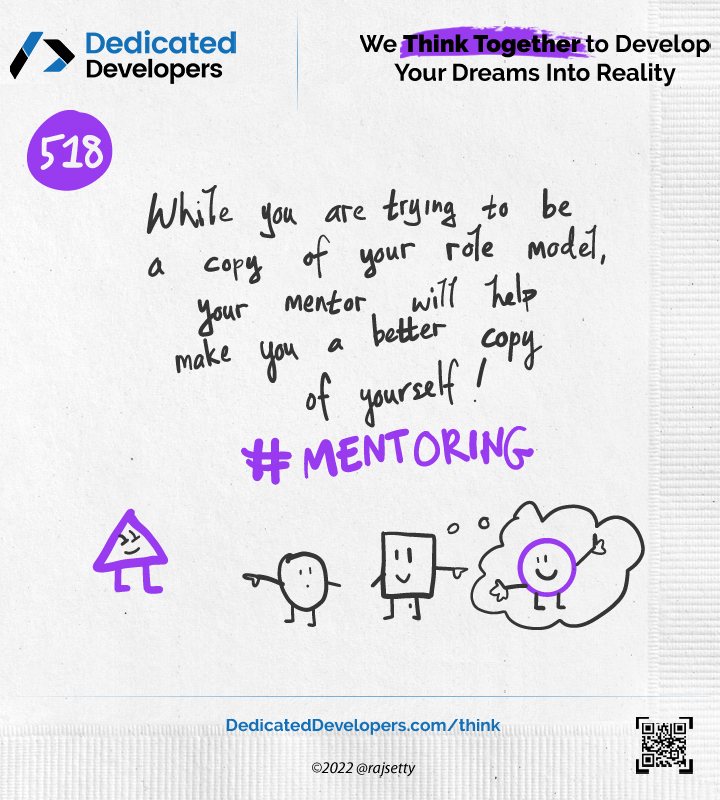 Dedicated
Developers
We Think Together to Develop
Your Dreams Into Reality
518
While you are trying to be
a copy of your role model,
your mentor will help
make you a better copy
of yourself!
#MENTORING
DedicatedDevelopers.com/think
©2022 @rajsetty